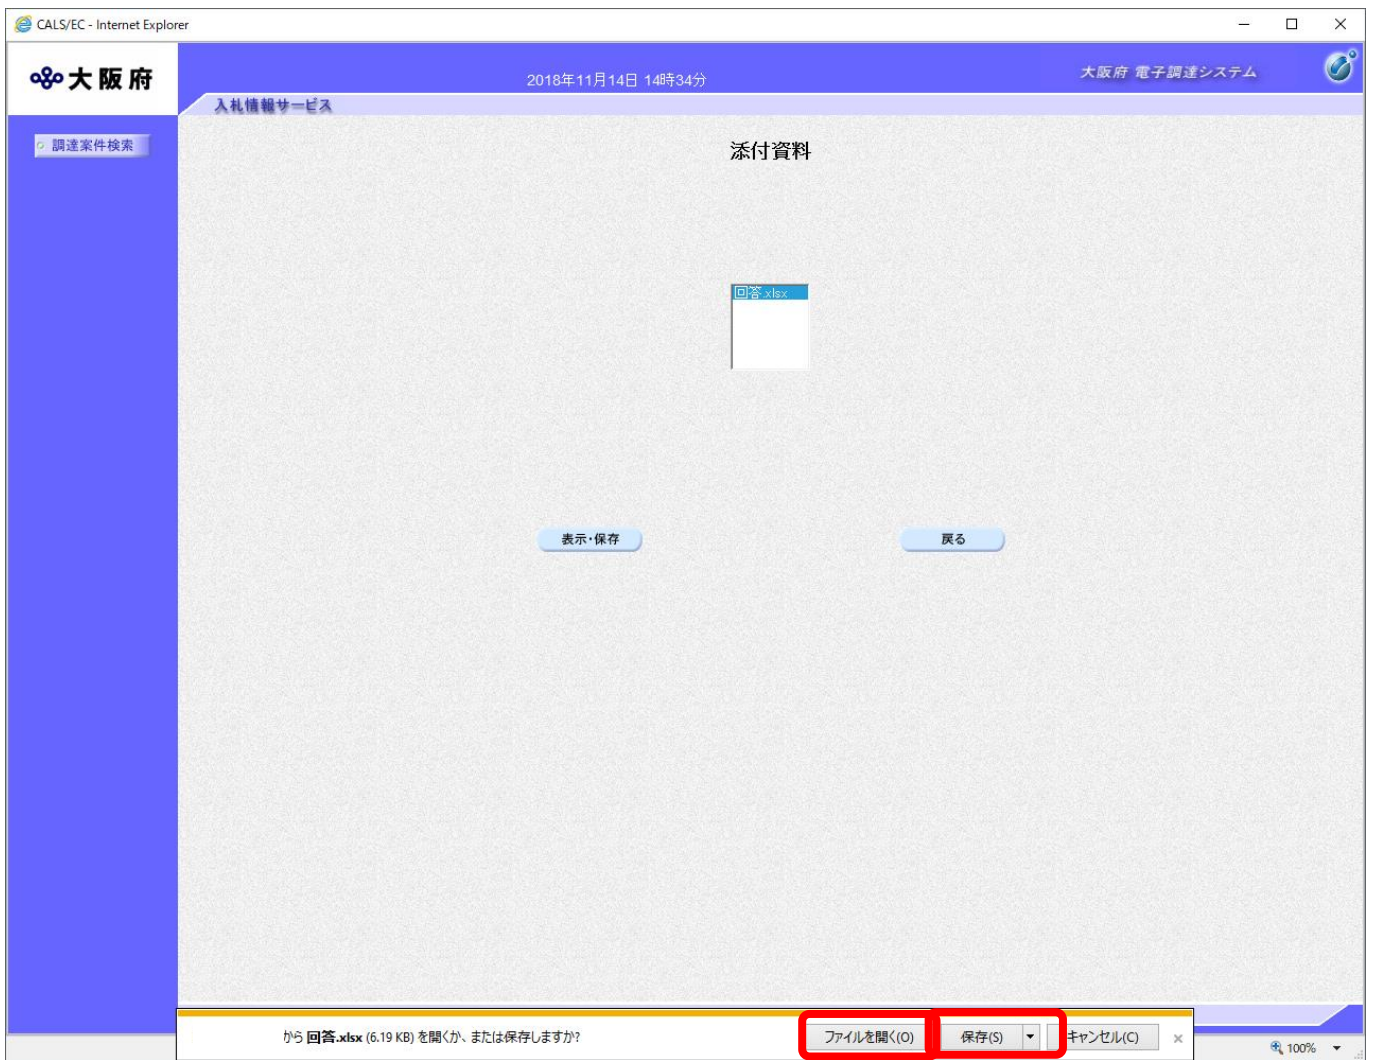 CALS/EC - Internet Explorer
大阪府
2018年11月14日 14時34分
大阪府 電子調達システム
入札情報サービス
調達案件検索
添付資料
回答.xlsx
表示・保存
戻る
から 回答.xlsx (6.19 KB) を開くか、または保存しますか?
ファイルを開く(O)
保存(S)
キャンセル(C)
100%